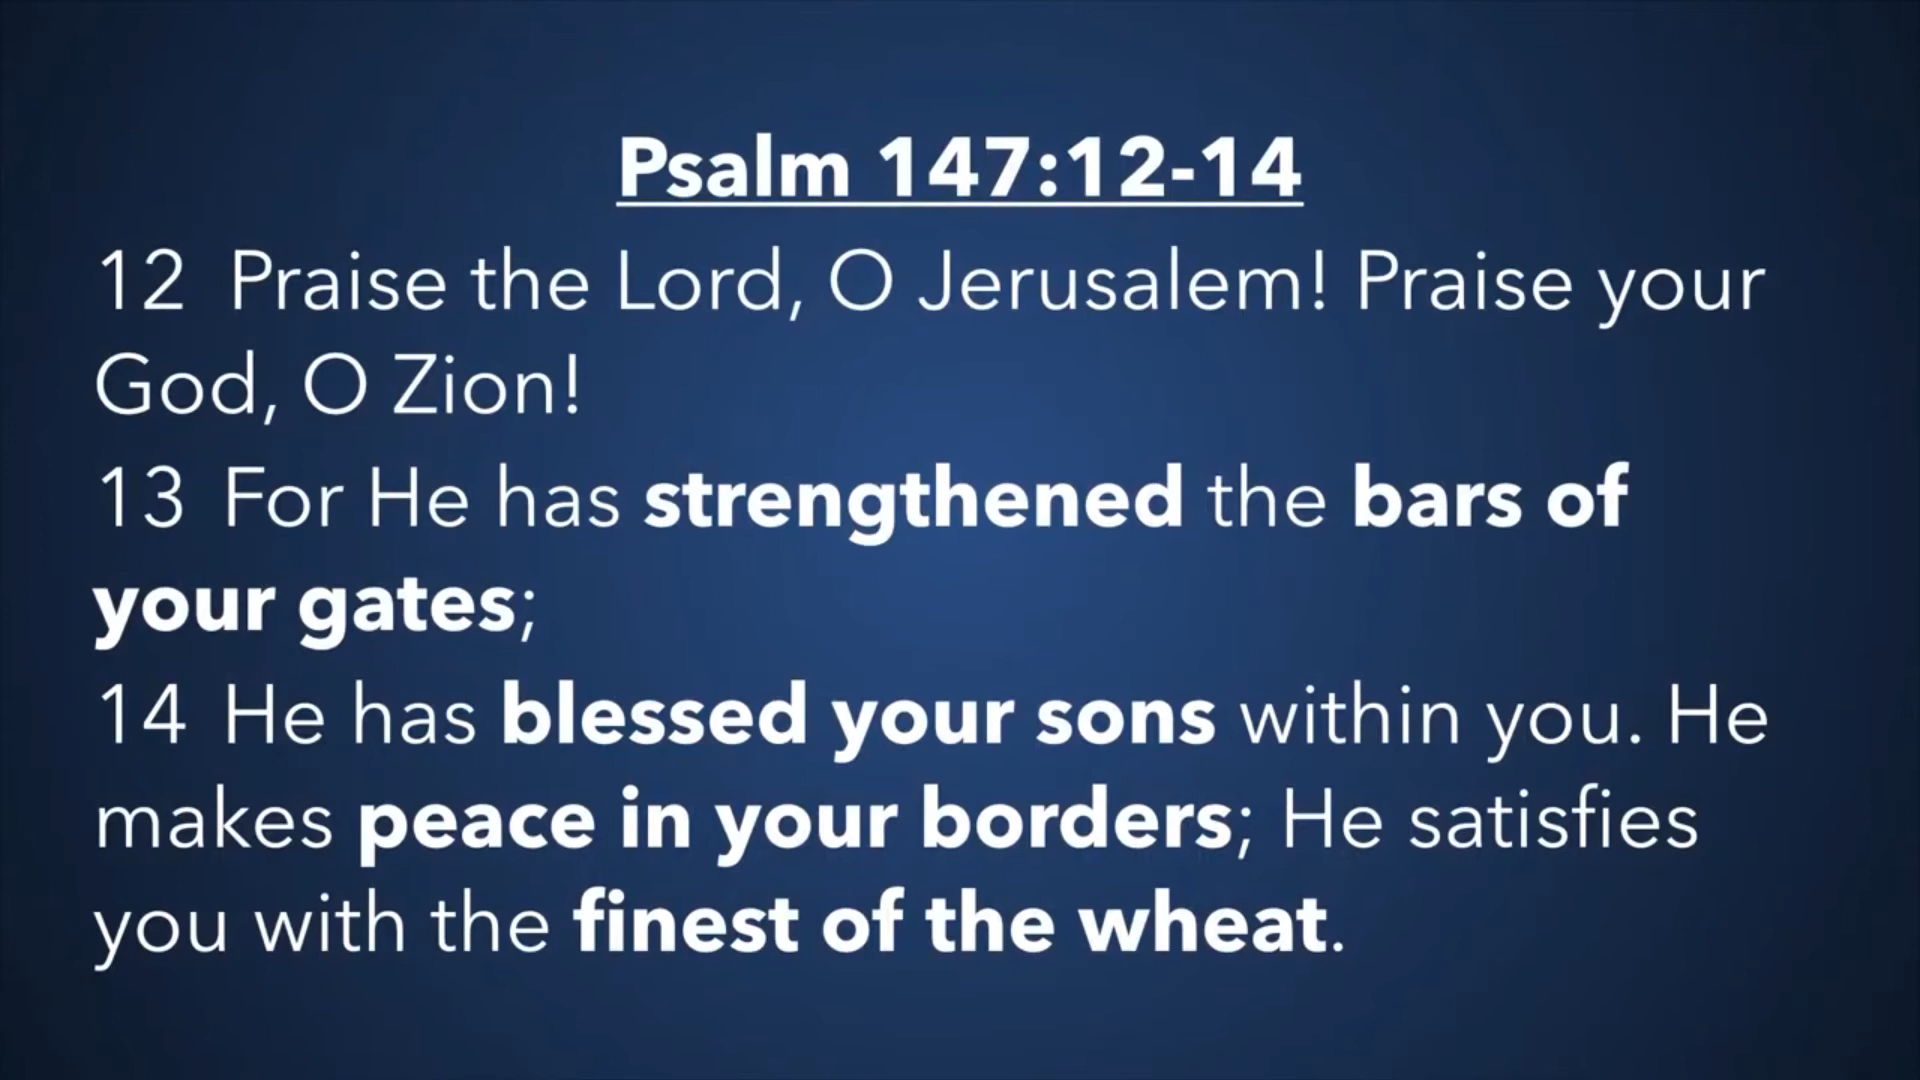 Psalm 147:12-14
12 Praise the Lord, O Jerusalem! Praise your
God, O Zion!
13 For He has strengthened the bars of
your gates;
14 He has blessed your sons within you. He
makes peace in your borders; He satisfies
you with the finest of the wheat.